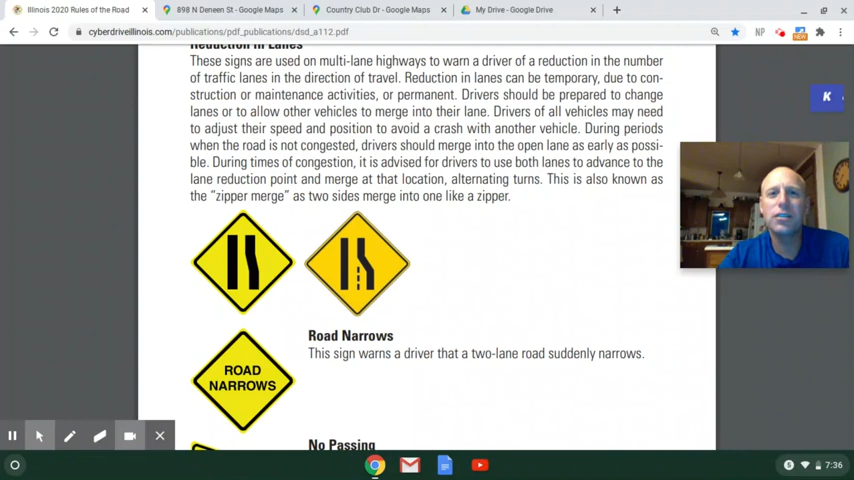 Illinois 2020 Rules of the Road
898 N Deneen St - Google Maps
Country Club Dr - Google Maps
My Drive - Google Drive
cyberdriveillinois.com/publications/pdf_publications/dsd_a112.pdf
NP
NEW
Reduction in Lanes
These signs are used on multi-lane highways to warn a driver of a reduction in the number
of traffic lanes in the direction of travel. Reduction in lanes can be temporary, due to con-
struction or maintenance activities, or permanent. Drivers should be prepared to change
lanes or to allow other vehicles to merge into their lane. Drivers of all vehicles may need
to adjust their speed and position to avoid a crash with another vehicle. During periods
when the road is not congested, drivers should merge into the open lane as early as possi-
ble. During times of congestion, it is advised for drivers to use both lanes to advance to the
lane reduction point and merge at that location, alternating turns. This is also known as
the “zipper merge” as two sides merge into one like a zipper.
K
Road Narrows
This sign warns a driver that a two-lane road suddenly narrows.
ROAD
NARROWS
No Passing
7:36